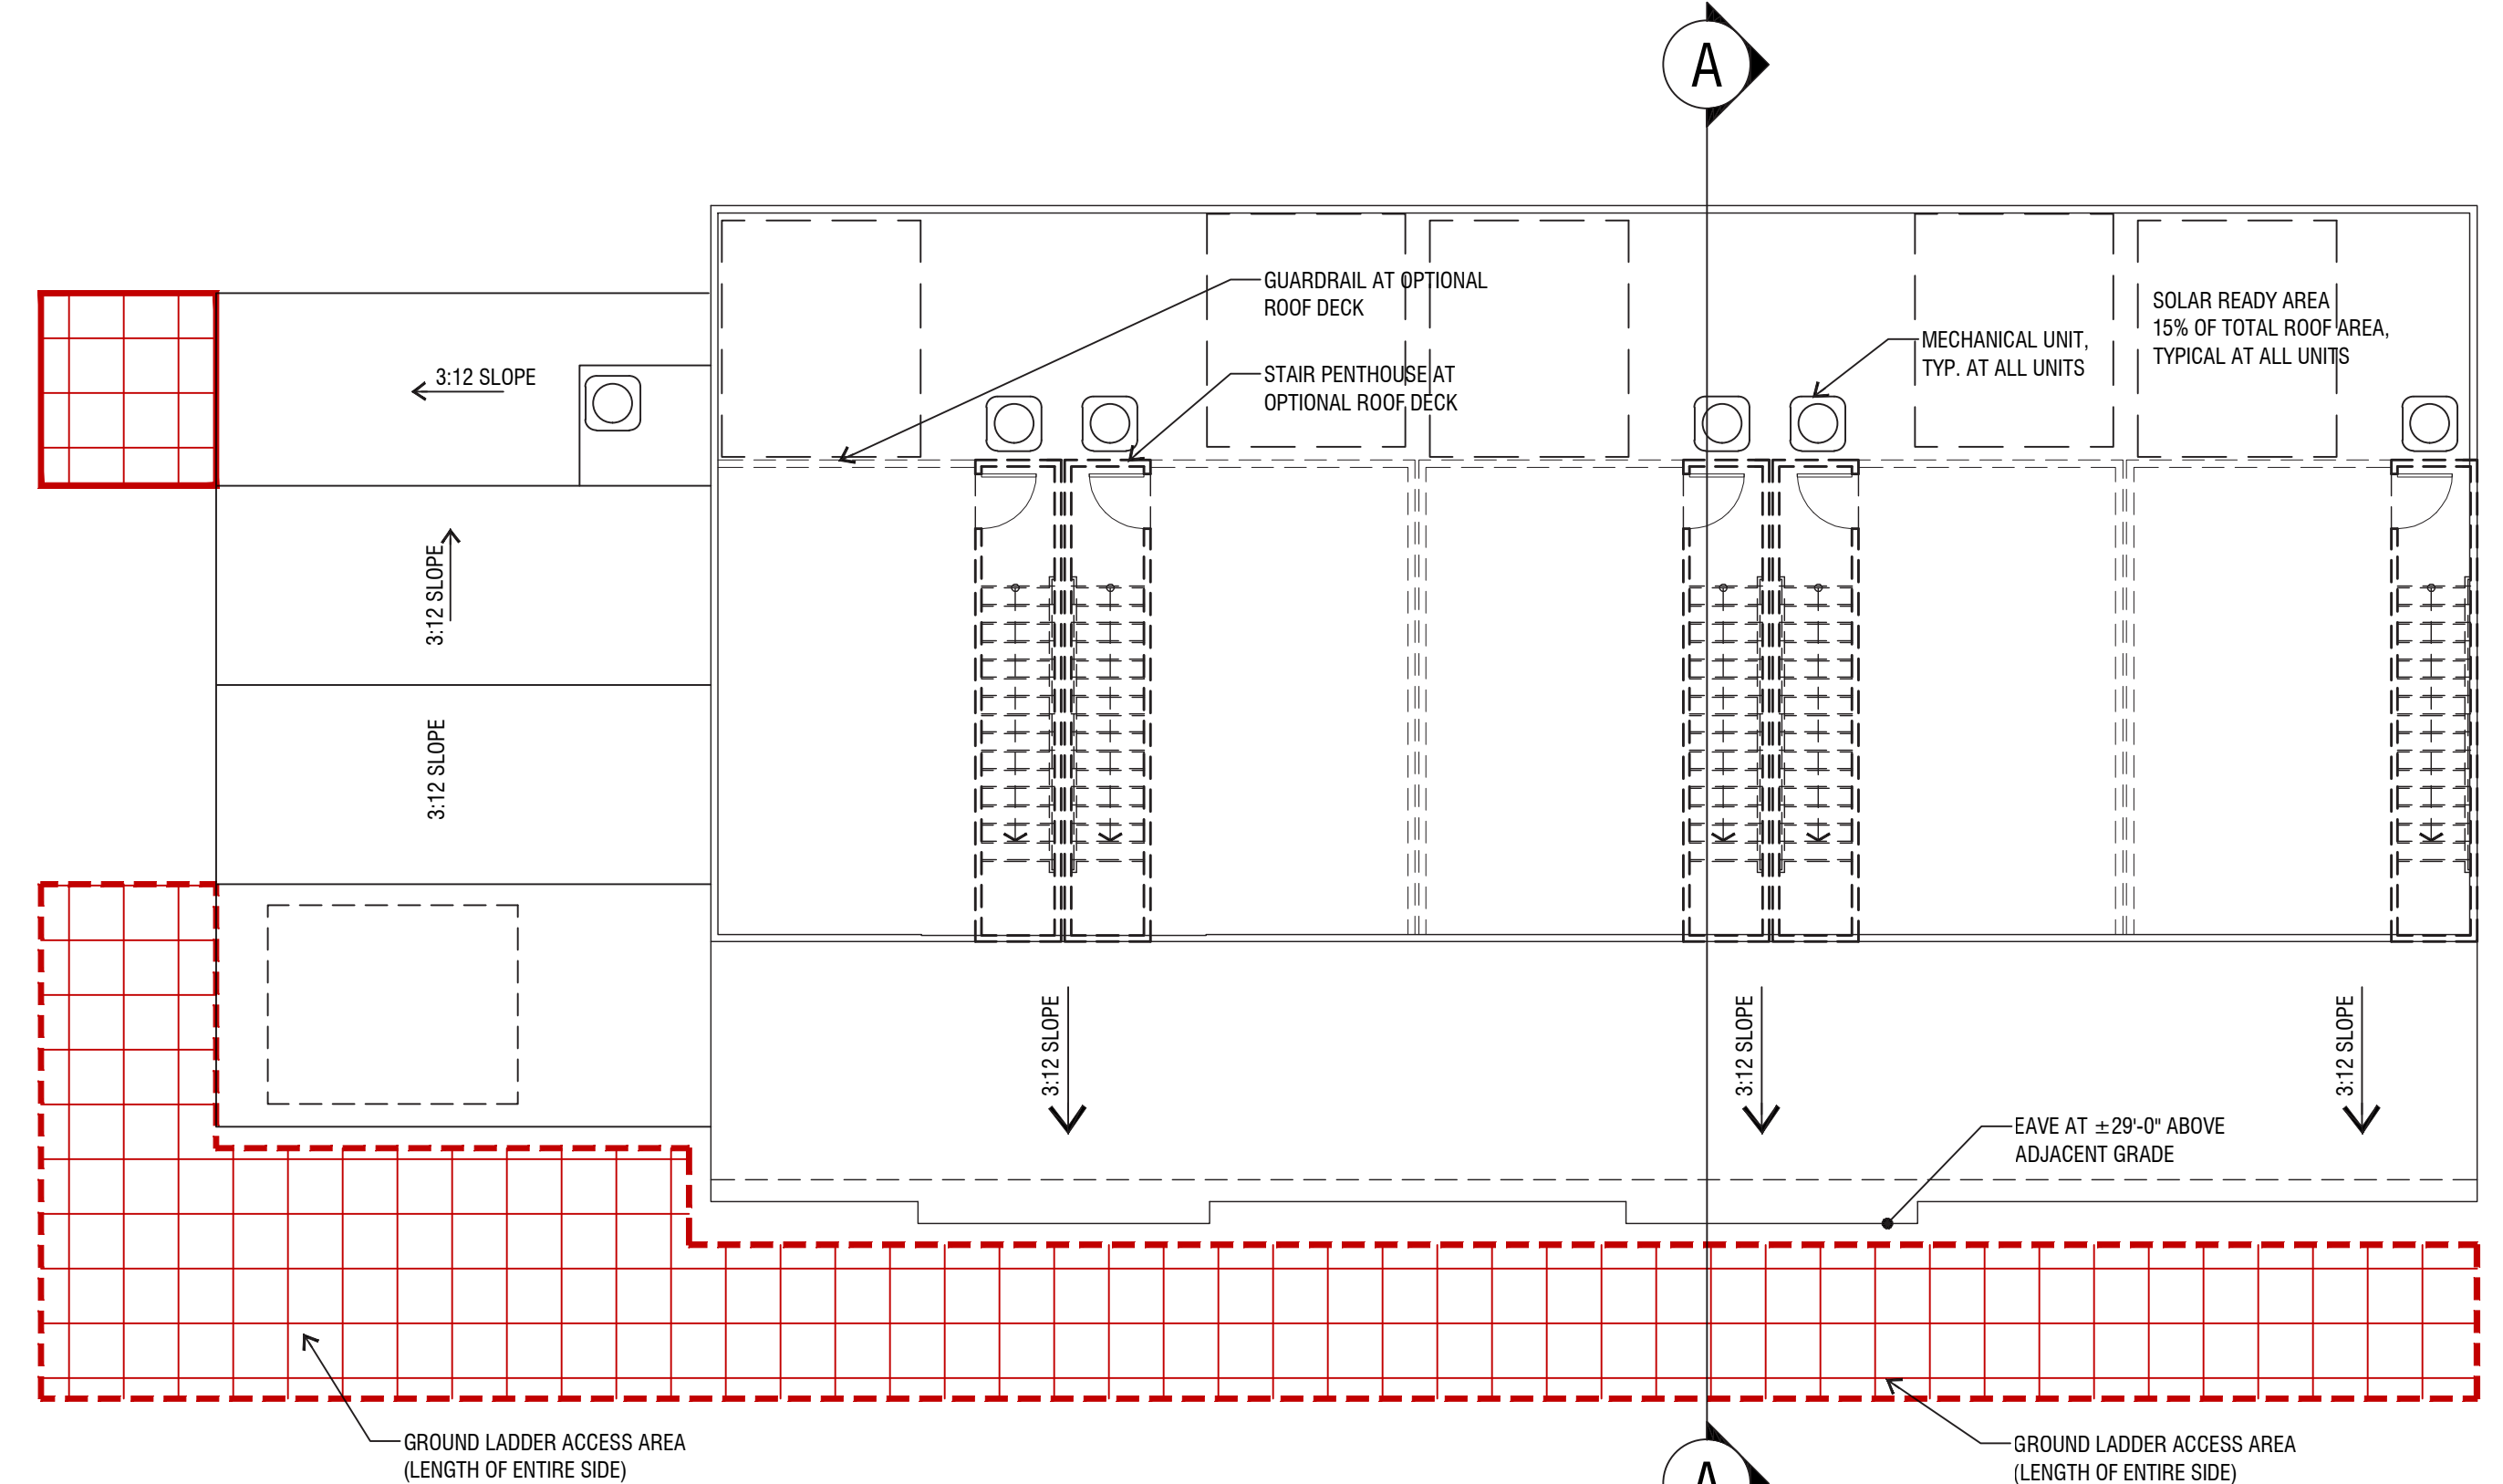 A
GUARDRAIL AT OPTIONAL
ROOF DECK
STAIR PENTHOUSE AT
OPTIONAL ROOF DECK
MECHANICAL UNIT,
TYP. AT ALL UNITS
SOLAR READY AREA
15% OF TOTAL ROOF AREA,
TYPICAL AT ALL UNITS
3:12 SLOPE
3:12 SLOPE
3:12 SLOPE
3:12 SLOPE
3:12 SLOPE
3:12 SLOPE
EAVE AT ±29'-0" ABOVE
ADJACENT GRADE
GROUND LADDER ACCESS AREA
(LENGTH OF ENTIRE SIDE)
GROUND LADDER ACCESS AREA
(LENGTH OF ENTIRE SIDE)
A